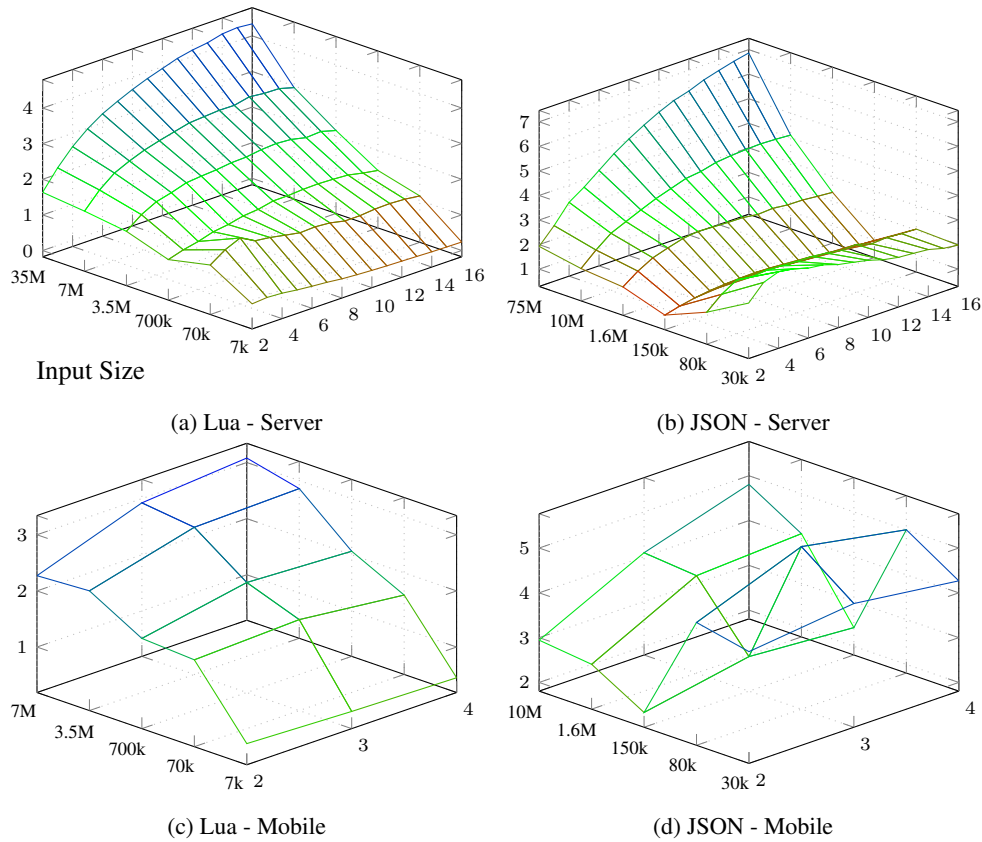 4
3
2
1
0
35M
7M
3.5M
700k
70k
7k
2
4
6
8
10
12
14
16
Input Size
(a) Lua - Server
7
6
5
4
3
2
1
75M
10M
1.6M
150k
80k
30k
2
4
6
8
10
12
14
16
(b) JSON - Server
3
2
1
7M
3.5M
700k
70k
7k
2
3
4
(c) Lua - Mobile
5
4
3
2
10M
1.6M
150k
80k
30k
2
3
4
(d) JSON - Mobile